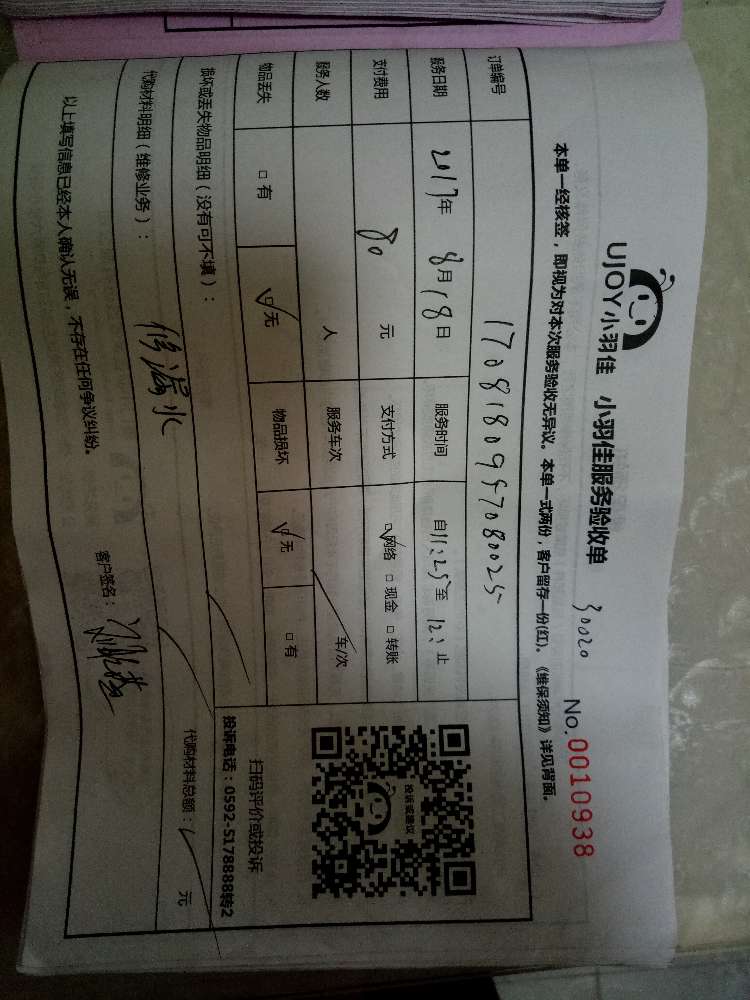 UJOY小羽佳 小羽佳服务验收单 30020 No. 0010938
本单一经核签，即视为对本次服务验收无异议。本单一式两份，客户留存一份(红)。《维保须知》详见背面。
订单编号 1708180947080025
服务日期 2017年 8月 18日 服务时间 自11:25至 12: 止
支付费用 80 元 支付方式 ☑网络 □现金 □转账
服务人数 人 服务车次 车/次
物品丢失 □有 ☑无 物品损坏 ☑无 □有
损坏或丢失物品明细（没有可不填）：
代购材料明细（维修业务）： 修漏水
代购材料总额： 元
投诉或建议
扫码评价或投诉
投诉电话：0592-5178888转2
以上填写信息已经本人确认无误，不存在任何争议纠纷。
客户签名：